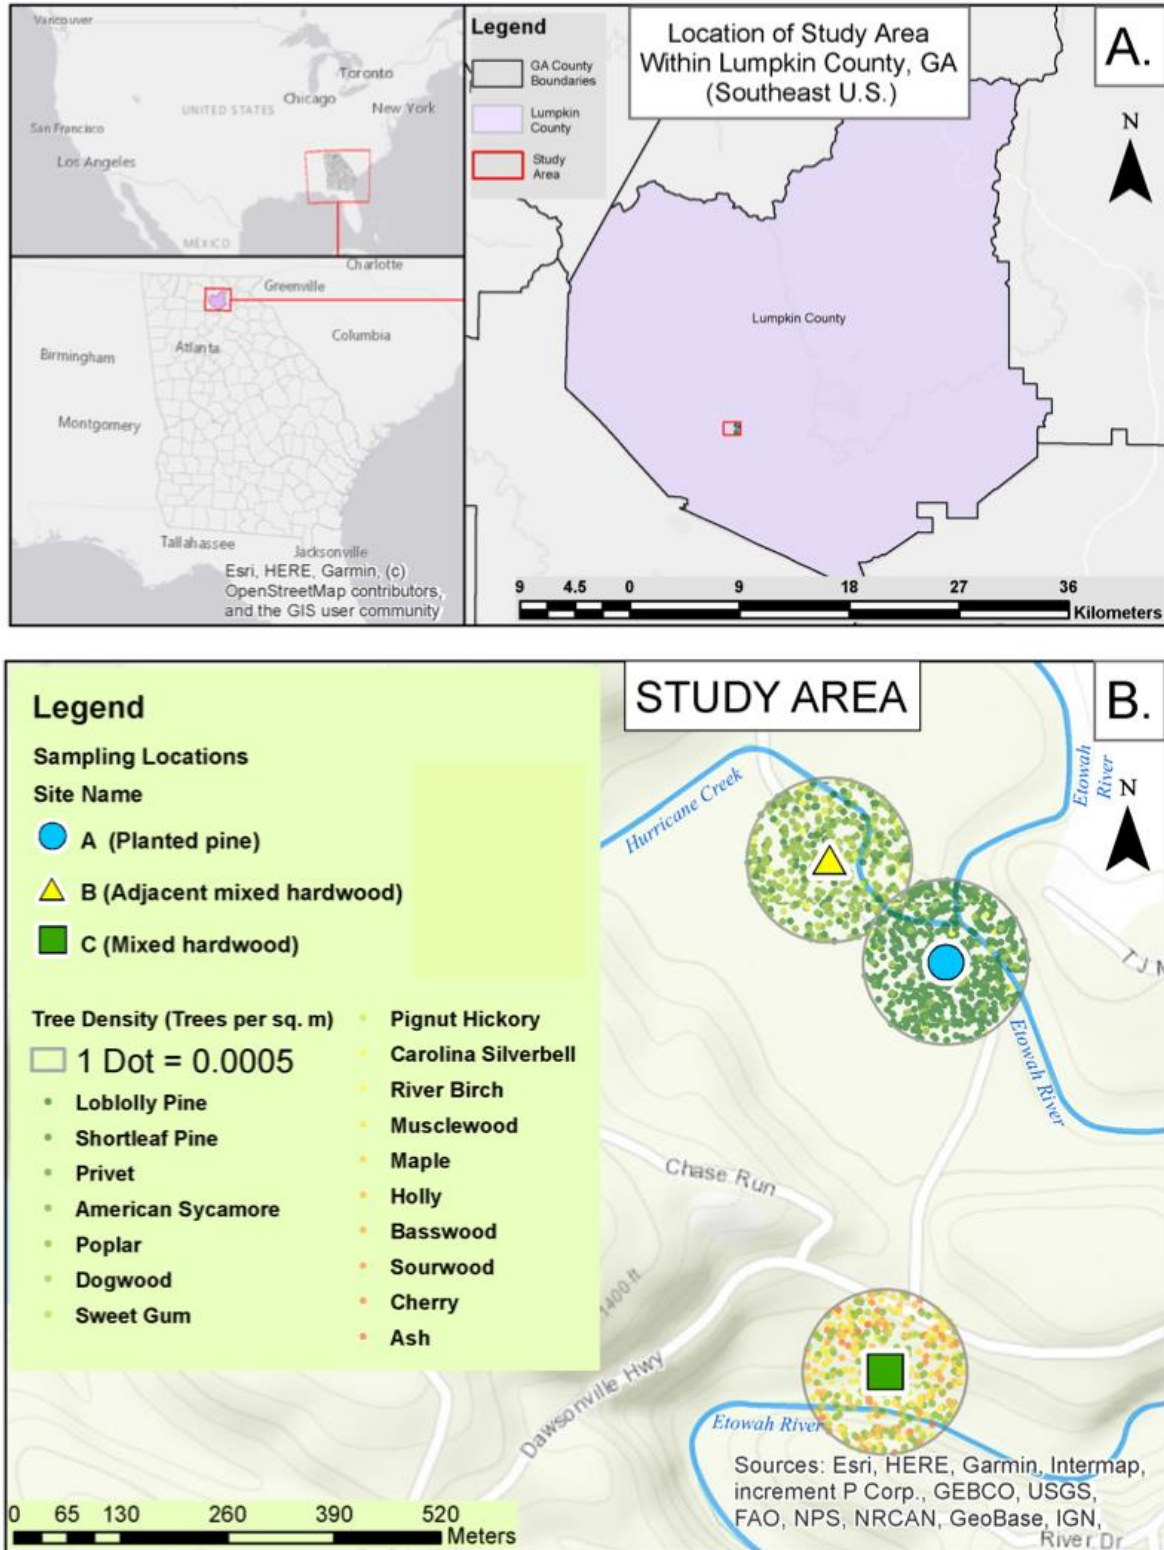 Vancouver
Toronto
Chicago
New York
UNITED STATES
San Francisco
Los Angeles
MEXICO
Charlotte
Greenville
Columbia
Atlanta
Birmingham
Montgomery
Tallahassee
Jacksonville
Esri, HERE, Garmin, (c)
OpenStreetMap contributors,
and the GIS user community
Legend
GA County
Boundaries
Lumpkin
County
Study
Area
Location of Study Area
Within Lumpkin County, GA
(Southeast U.S.)
A.
N
Lumpkin County
9 4.5 0 9 18 27 36
Kilometers
Legend
Sampling Locations
Site Name
A (Planted pine)
B (Adjacent mixed hardwood)
C (Mixed hardwood)
Tree Density (Trees per sq. m)
1 Dot = 0.0005
Loblolly Pine
Shortleaf Pine
Privet
American Sycamore
Poplar
Dogwood
Sweet Gum
Pignut Hickory
Carolina Silverbell
River Birch
Musclewood
Maple
Holly
Basswood
Sourwood
Cherry
Ash
STUDY AREA
B.
N
Hurricane Creek
Etowah
River
T J N
Etowah River
Chase Run
1400 ft
Dawsonville Hwy
Etowah River
Sources: Esri, HERE, Garmin, Intermap,
increment P Corp., GEBCO, USGS,
FAO, NPS, NRCAN, GeoBase, IGN,
River Dr
0 65 130 260 390 520
Meters